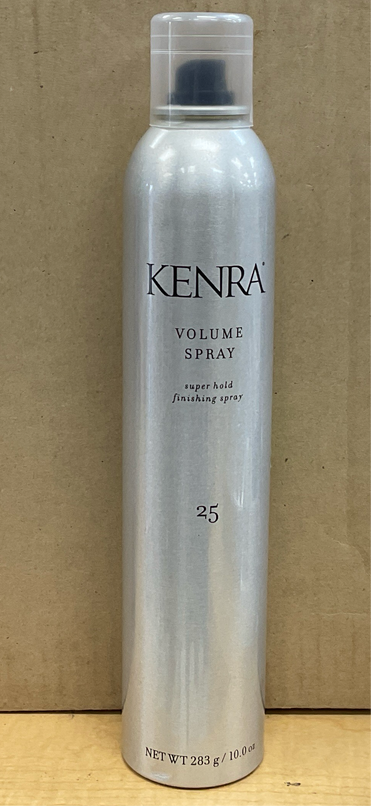 KENRA®
VOLUME
SPRAY
super hold
finishing spray
25
NET WT 283 g / 10.0 oz